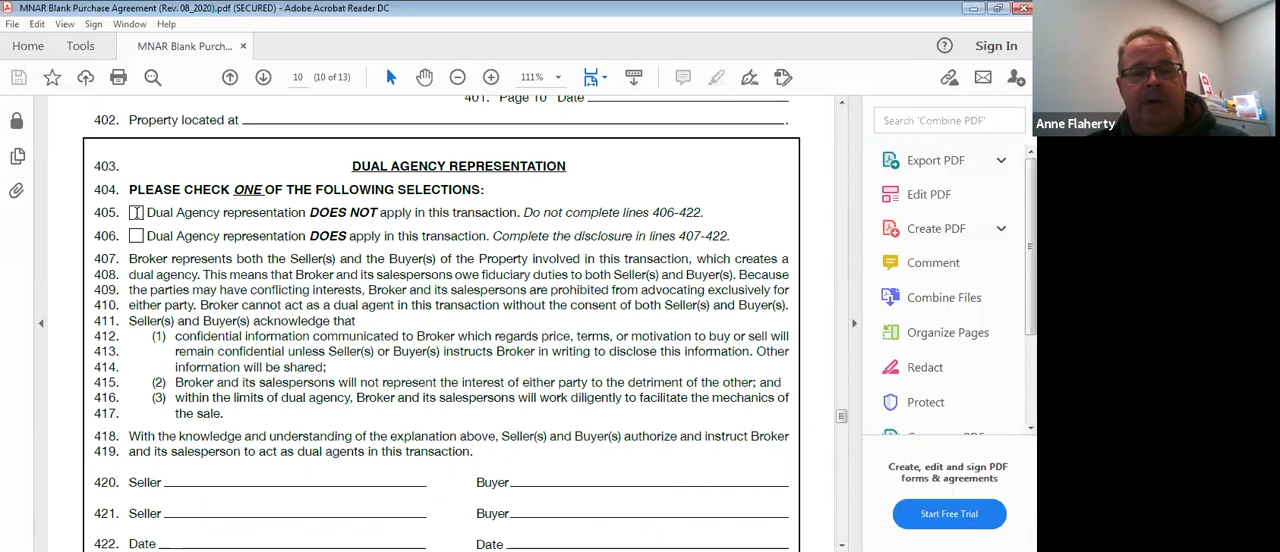 MNAR Blank Purchase Agreement (Rev. 08_2020).pdf (SECURED) - Adobe Acrobat Reader DC
File Edit View Sign Window Help
Home Tools MNAR Blank Purch... × Sign In
10 (10 of 13) 111%
401. Page 10 Date
402. Property located at .
403. DUAL AGENCY REPRESENTATION
404. PLEASE CHECK ONE OF THE FOLLOWING SELECTIONS:
405. Dual Agency representation DOES NOT apply in this transaction. Do not complete lines 406-422.
406. Dual Agency representation DOES apply in this transaction. Complete the disclosure in lines 407-422.
407. Broker represents both the Seller(s) and the Buyer(s) of the Property involved in this transaction, which creates a
408. dual agency. This means that Broker and its salespersons owe fiduciary duties to both Seller(s) and Buyer(s). Because
409. the parties may have conflicting interests, Broker and its salespersons are prohibited from advocating exclusively for
410. either party. Broker cannot act as a dual agent in this transaction without the consent of both Seller(s) and Buyer(s).
411. Seller(s) and Buyer(s) acknowledge that
412. (1) confidential information communicated to Broker which regards price, terms, or motivation to buy or sell will
413. remain confidential unless Seller(s) or Buyer(s) instructs Broker in writing to disclose this information. Other
414. information will be shared;
415. (2) Broker and its salespersons will not represent the interest of either party to the detriment of the other; and
416. (3) within the limits of dual agency, Broker and its salespersons will work diligently to facilitate the mechanics of
417. the sale.
418. With the knowledge and understanding of the explanation above, Seller(s) and Buyer(s) authorize and instruct Broker
419. and its salesperson to act as dual agents in this transaction.
420. Seller Buyer
421. Seller Buyer
422. Date Date
Search 'Combine PDF'
Export PDF
Edit PDF
Create PDF
Comment
Combine Files
Organize Pages
Redact
Protect
Create, edit and sign PDF
forms & agreements
Start Free Trial
Anne Flaherty